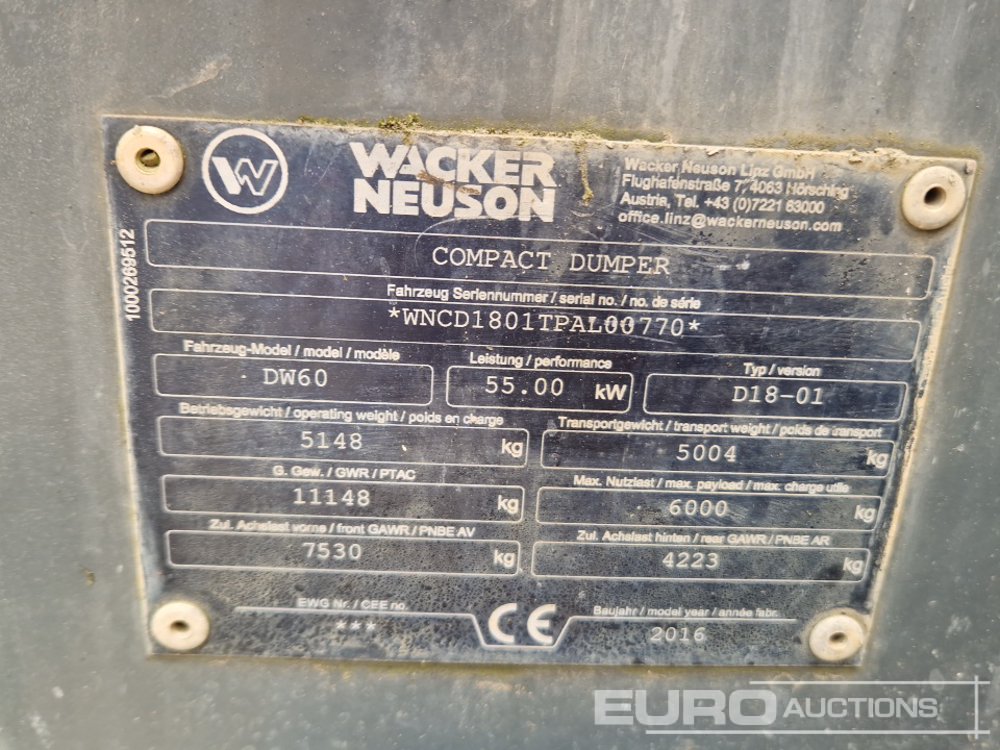 W
WACKER
NEUSON
Wacker Neuson Linz GmbH
Flughafenstraße 7, 4063 Hörsching
Austria, Tel. +43 (0)7221 63000
office.linz@wackerneuson.com
1000269512
COMPACT DUMPER
Fahrzeug Seriennummer / serial no. / no. de série
*WNCD1801TPAL00770*
Fahrzeug-Model / model / modèle
Leistung / performance
Typ / version
DW60
55.00 kW
D18-01
Betriebsgewicht / operating weight / poids en charge
Transportgewicht / transport weight / poids de transport
5148 kg
5004 kg
G. Gew. / GWR / PTAC
Max. Nutzlast / max. payload / max. charge utile
11148 kg
6000 kg
Zul. Achslast vorne / front GAWR / PNBE AV
Zul. Achslast hinten / rear GAWR / PNBE AR
7530 kg
4223 kg
EWG Nr. / CEE no.
***
CE
Baujahr / model year / année fabr.
2016
EURO AUCTIONS